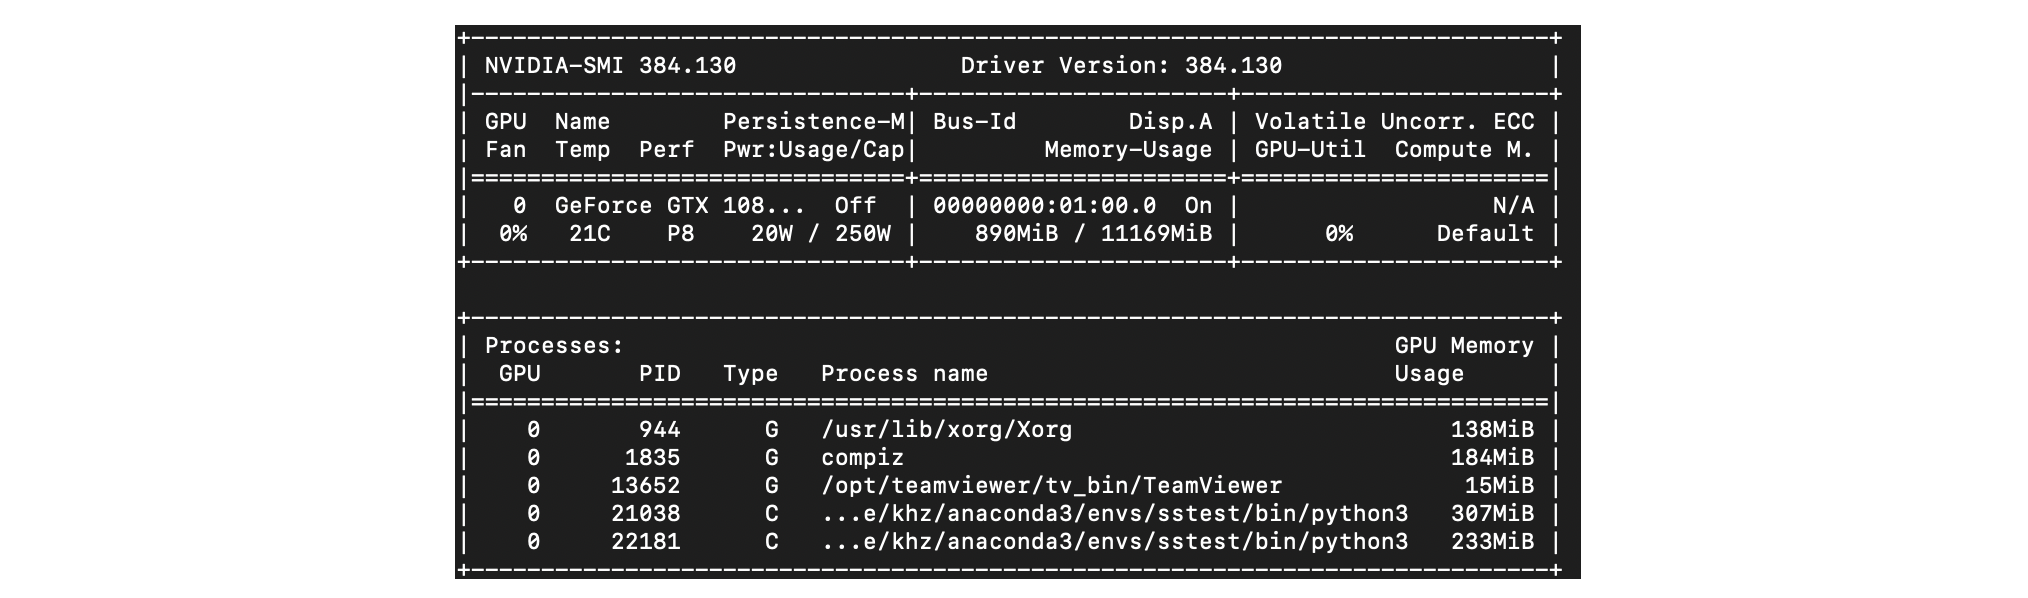 +-----------------------------------------------------------------------------+
| NVIDIA-SMI 384.130                Driver Version: 384.130                   |
|-------------------------------+----------------------+----------------------+
| GPU  Name        Persistence-M| Bus-Id        Disp.A | Volatile Uncorr. ECC |
| Fan  Temp  Perf  Pwr:Usage/Cap|         Memory-Usage | GPU-Util  Compute M. |
|===============================+======================+======================|
|   0  GeForce GTX 108...  Off  | 00000000:01:00.0  On |                  N/A |
|  0%   21C    P8    20W / 250W |    890MiB / 11169MiB |      0%      Default |
+-------------------------------+----------------------+----------------------+

+-----------------------------------------------------------------------------+
| Processes:                                                       GPU Memory |
|  GPU       PID   Type   Process name                             Usage      |
|=============================================================================|
|    0       944      G   /usr/lib/xorg/Xorg                           138MiB |
|    0      1835      G   compiz                                       184MiB |
|    0     13652      G   /opt/teamviewer/tv_bin/TeamViewer             15MiB |
|    0     21038      C   ...e/khz/anaconda3/envs/sstest/bin/python3   307MiB |
|    0     22181      C   ...e/khz/anaconda3/envs/sstest/bin/python3   233MiB |
+-----------------------------------------------------------------------------+